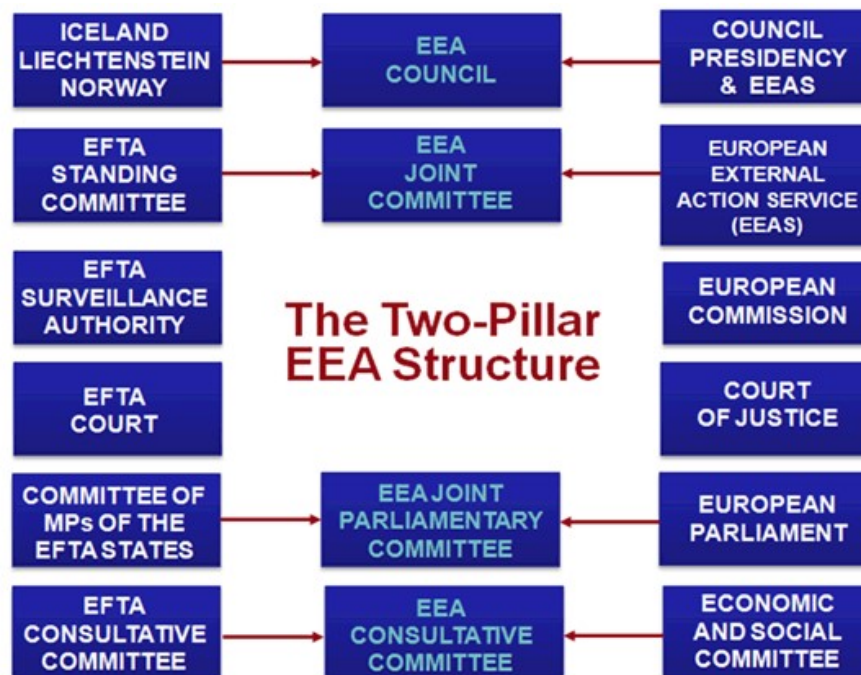 ICELAND
LIECHTENSTEIN
NORWAY
EEA
COUNCIL
COUNCIL
PRESIDENCY
& EEAS
EFTA
STANDING
COMMITTEE
EEA
JOINT
COMMITTEE
EUROPEAN
EXTERNAL
ACTION SERVICE
(EEAS)
EFTA
SURVEILLANCE
AUTHORITY
The Two-Pillar
EEA Structure
EUROPEAN
COMMISSION
EFTA
COURT
COURT
OF JUSTICE
COMMITTEE OF
MPs OF THE
EFTA STATES
EEA JOINT
PARLIAMENTARY
COMMITTEE
EUROPEAN
PARLIAMENT
EFTA
CONSULTATIVE
COMMITTEE
EEA
CONSULTATIVE
COMMITTEE
ECONOMIC
AND SOCIAL
COMMITTEE